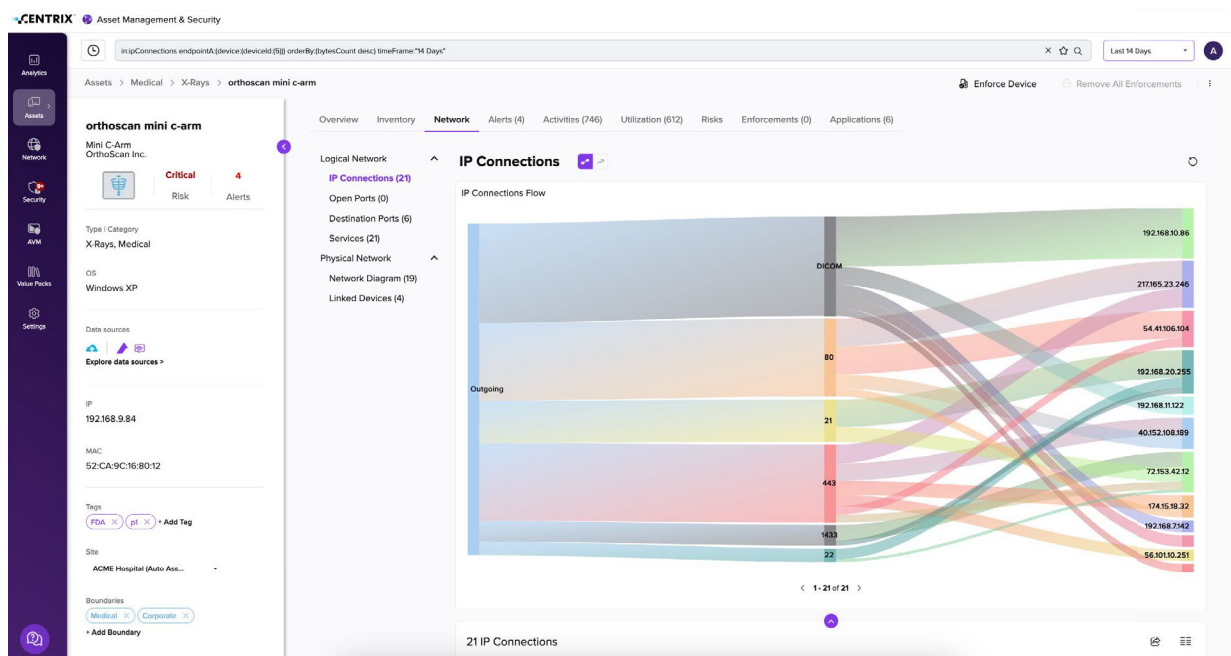 CENTRIX Asset Management & Security
in:ipConnections endpointA:(device:(deviceId:(5))) orderBy:(bytesCount desc) timeFrame:"14 Days"
Last 14 Days
A
Analytics
Assets
Network
9+
Security
AVM
Value Packs
Settings
Assets > Medical > X-Rays > orthoscan mini c-arm
Enforce Device
Remove All Enforcements
orthoscan mini c-arm
Mini C-Arm
OrthoScan Inc.
Critical
Risk
4
Alerts
Type | Category
X-Rays, Medical
OS
Windows XP
Data sources
Explore data sources >
IP
192.168.9.84
MAC
52:CA:9C:16:80:12
Tags
FDA × p1 × + Add Tag
Site
ACME Hospital (Auto Ass... -
Boundaries
Medical × Corporate ×
+ Add Boundary
Overview Inventory Network Alerts (4) Activities (746) Utilization (612) Risks Enforcements (0) Applications (6)
Logical Network
IP Connections (21)
Open Ports (0)
Destination Ports (6)
Services (21)
Physical Network
Network Diagram (19)
Linked Devices (4)
IP Connections
IP Connections Flow
Outgoing
DICOM
80
21
443
1433
22
192.168.10.86
217.165.23.246
54.41.106.104
192.168.20.255
192.168.11.122
40.152.108.189
72.153.42.12
174.15.18.32
192.168.7.142
56.101.10.251
< 1 - 21 of 21 >
21 IP Connections